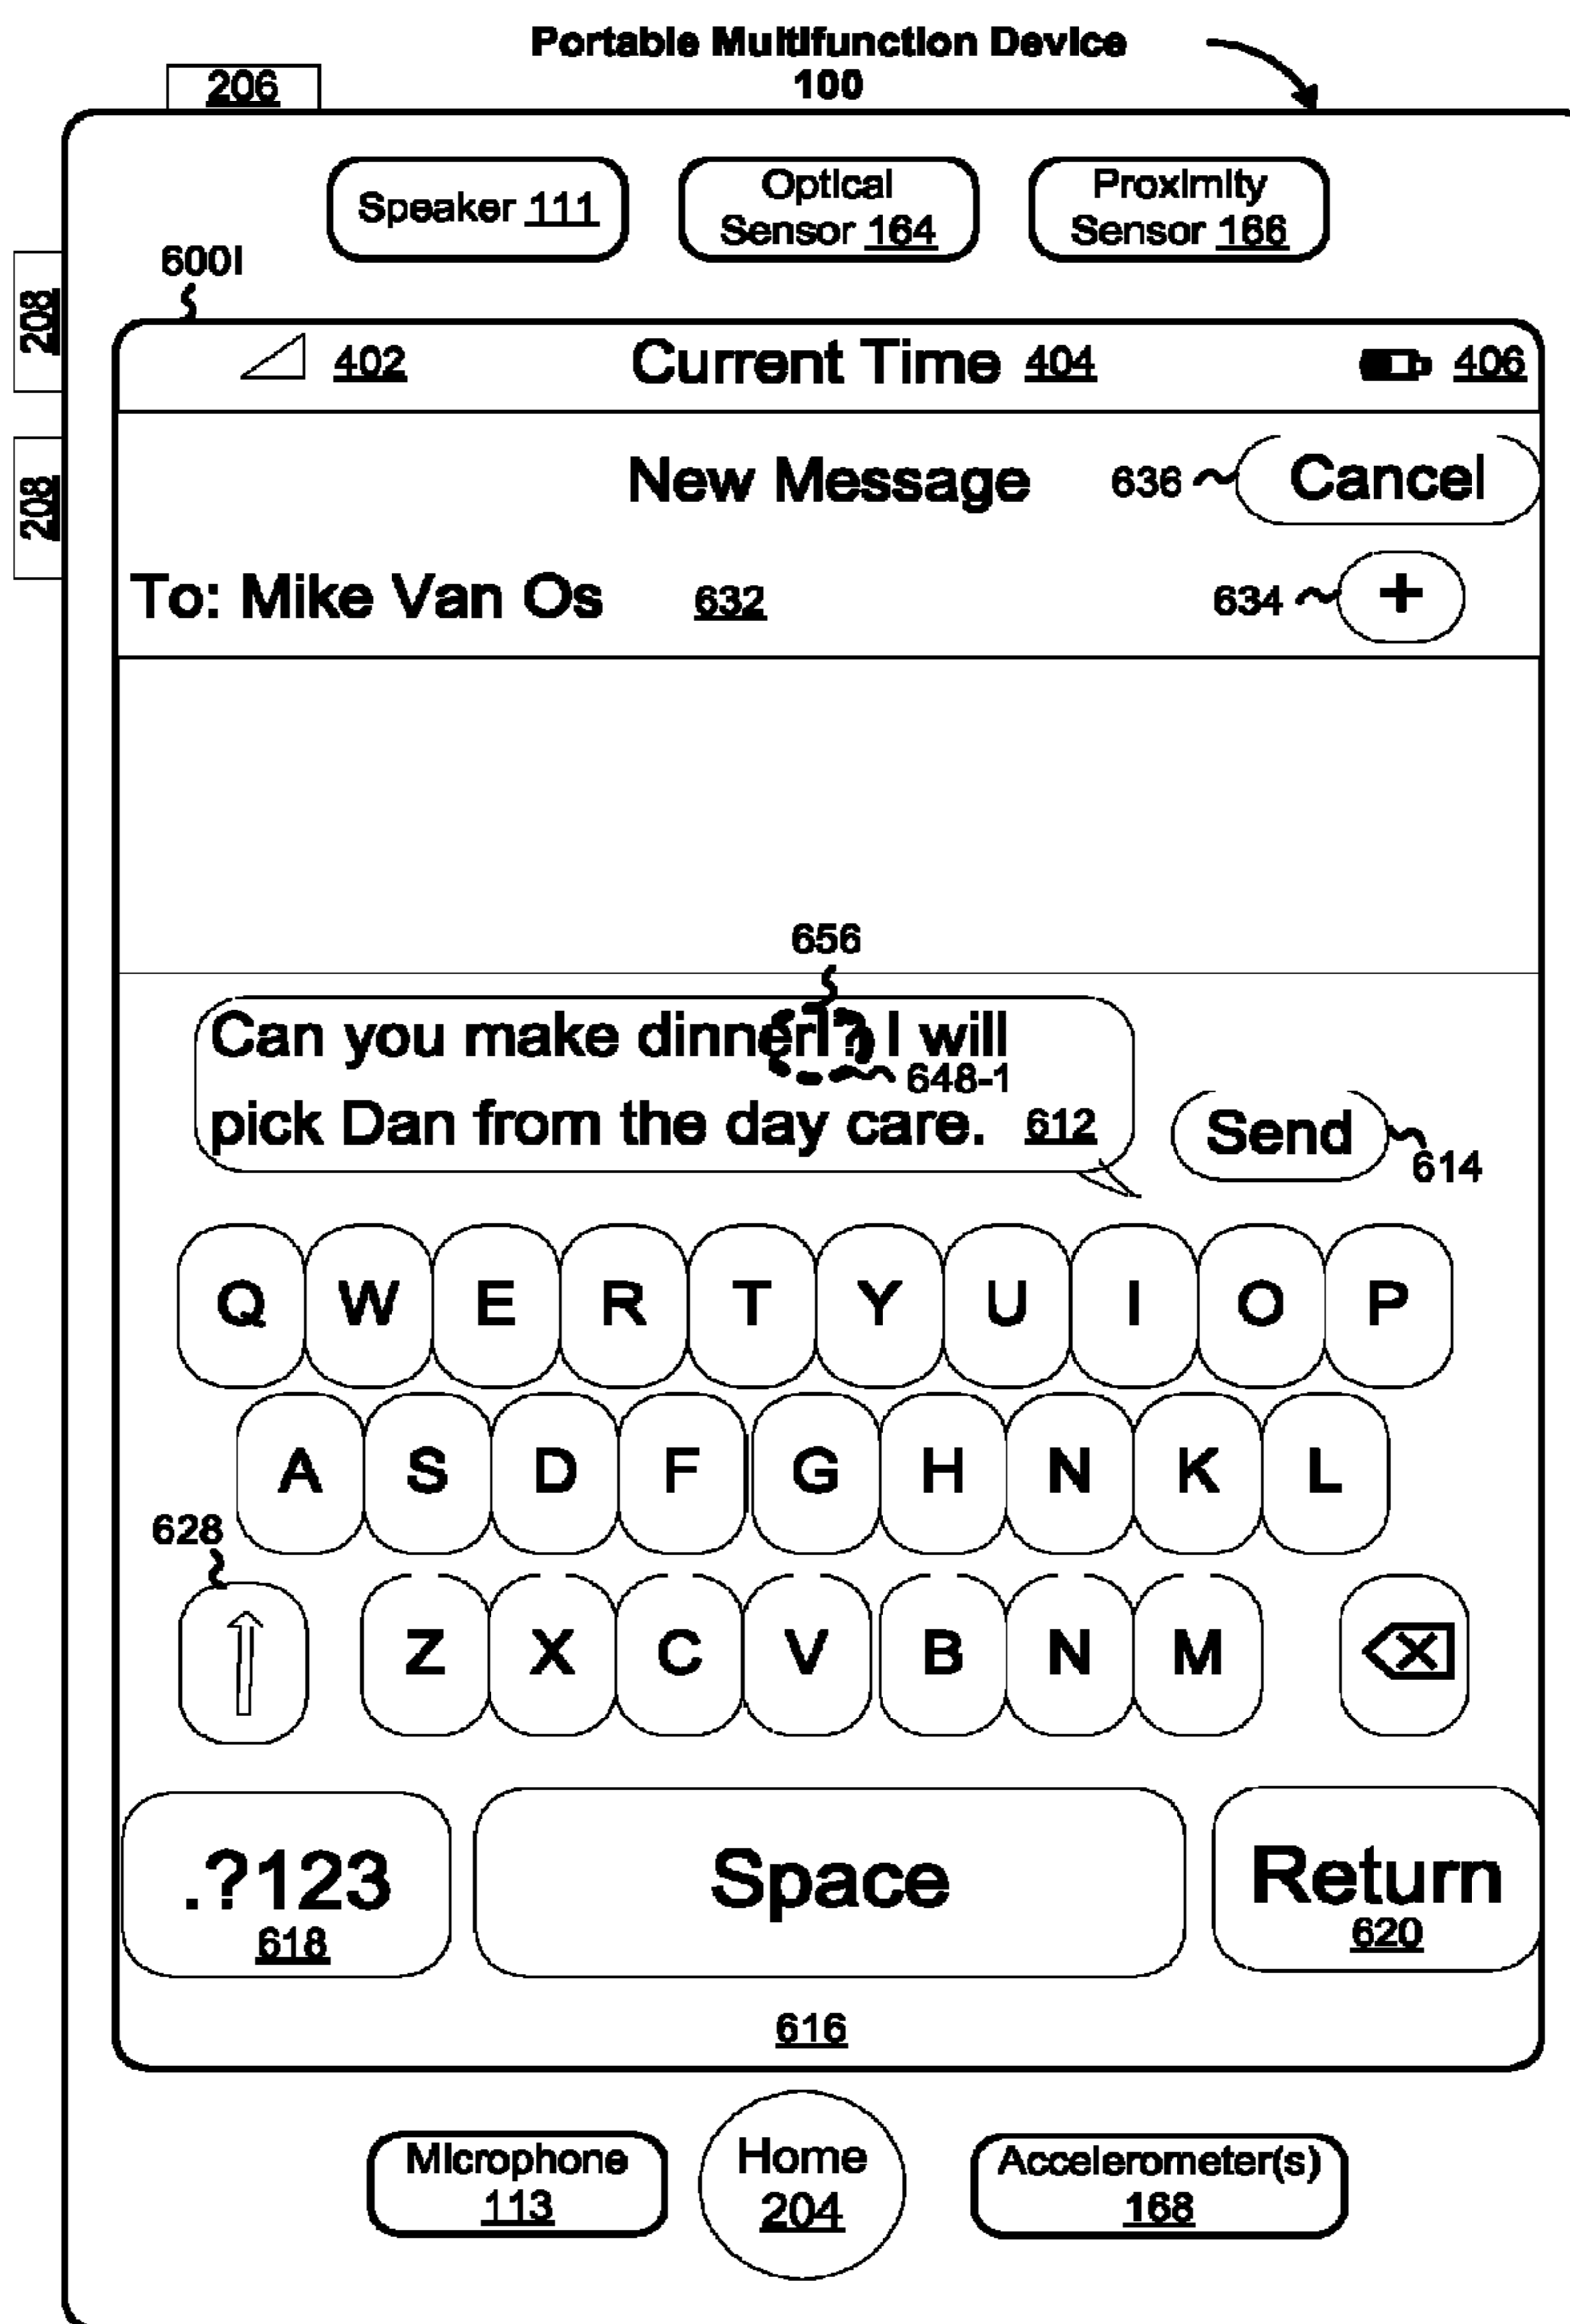 Portable Multifunction Device
100
206
Speaker 111
Optical
Sensor 164
Proximity
Sensor 166
208
208
600I
402 Current Time 404 406
New Message 636 Cancel
To: Mike Van Os 632 634 +
656
Can you make dinner? I will
648-1
pick Dan from the day care. 612
Send
614
Q W E R T Y U I O P
A S D F G H N K L
628
Z X C V B N M
.?123
618
Space
Return
620
616
Microphone
113
Home
204
Accelerometer(s)
168